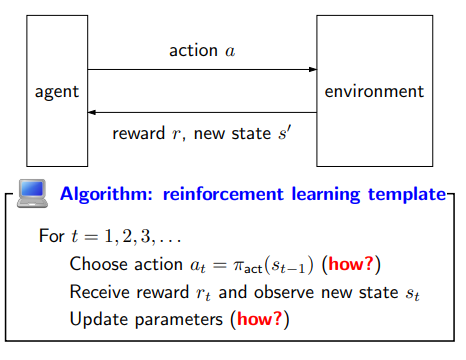 action a
agent
environment
reward r, new state s′
Algorithm: reinforcement learning template
For t = 1, 2, 3, . . .
Choose action a_t = π_act(s_{t−1}) (how?)
Receive reward r_t and observe new state s_t
Update parameters (how?)